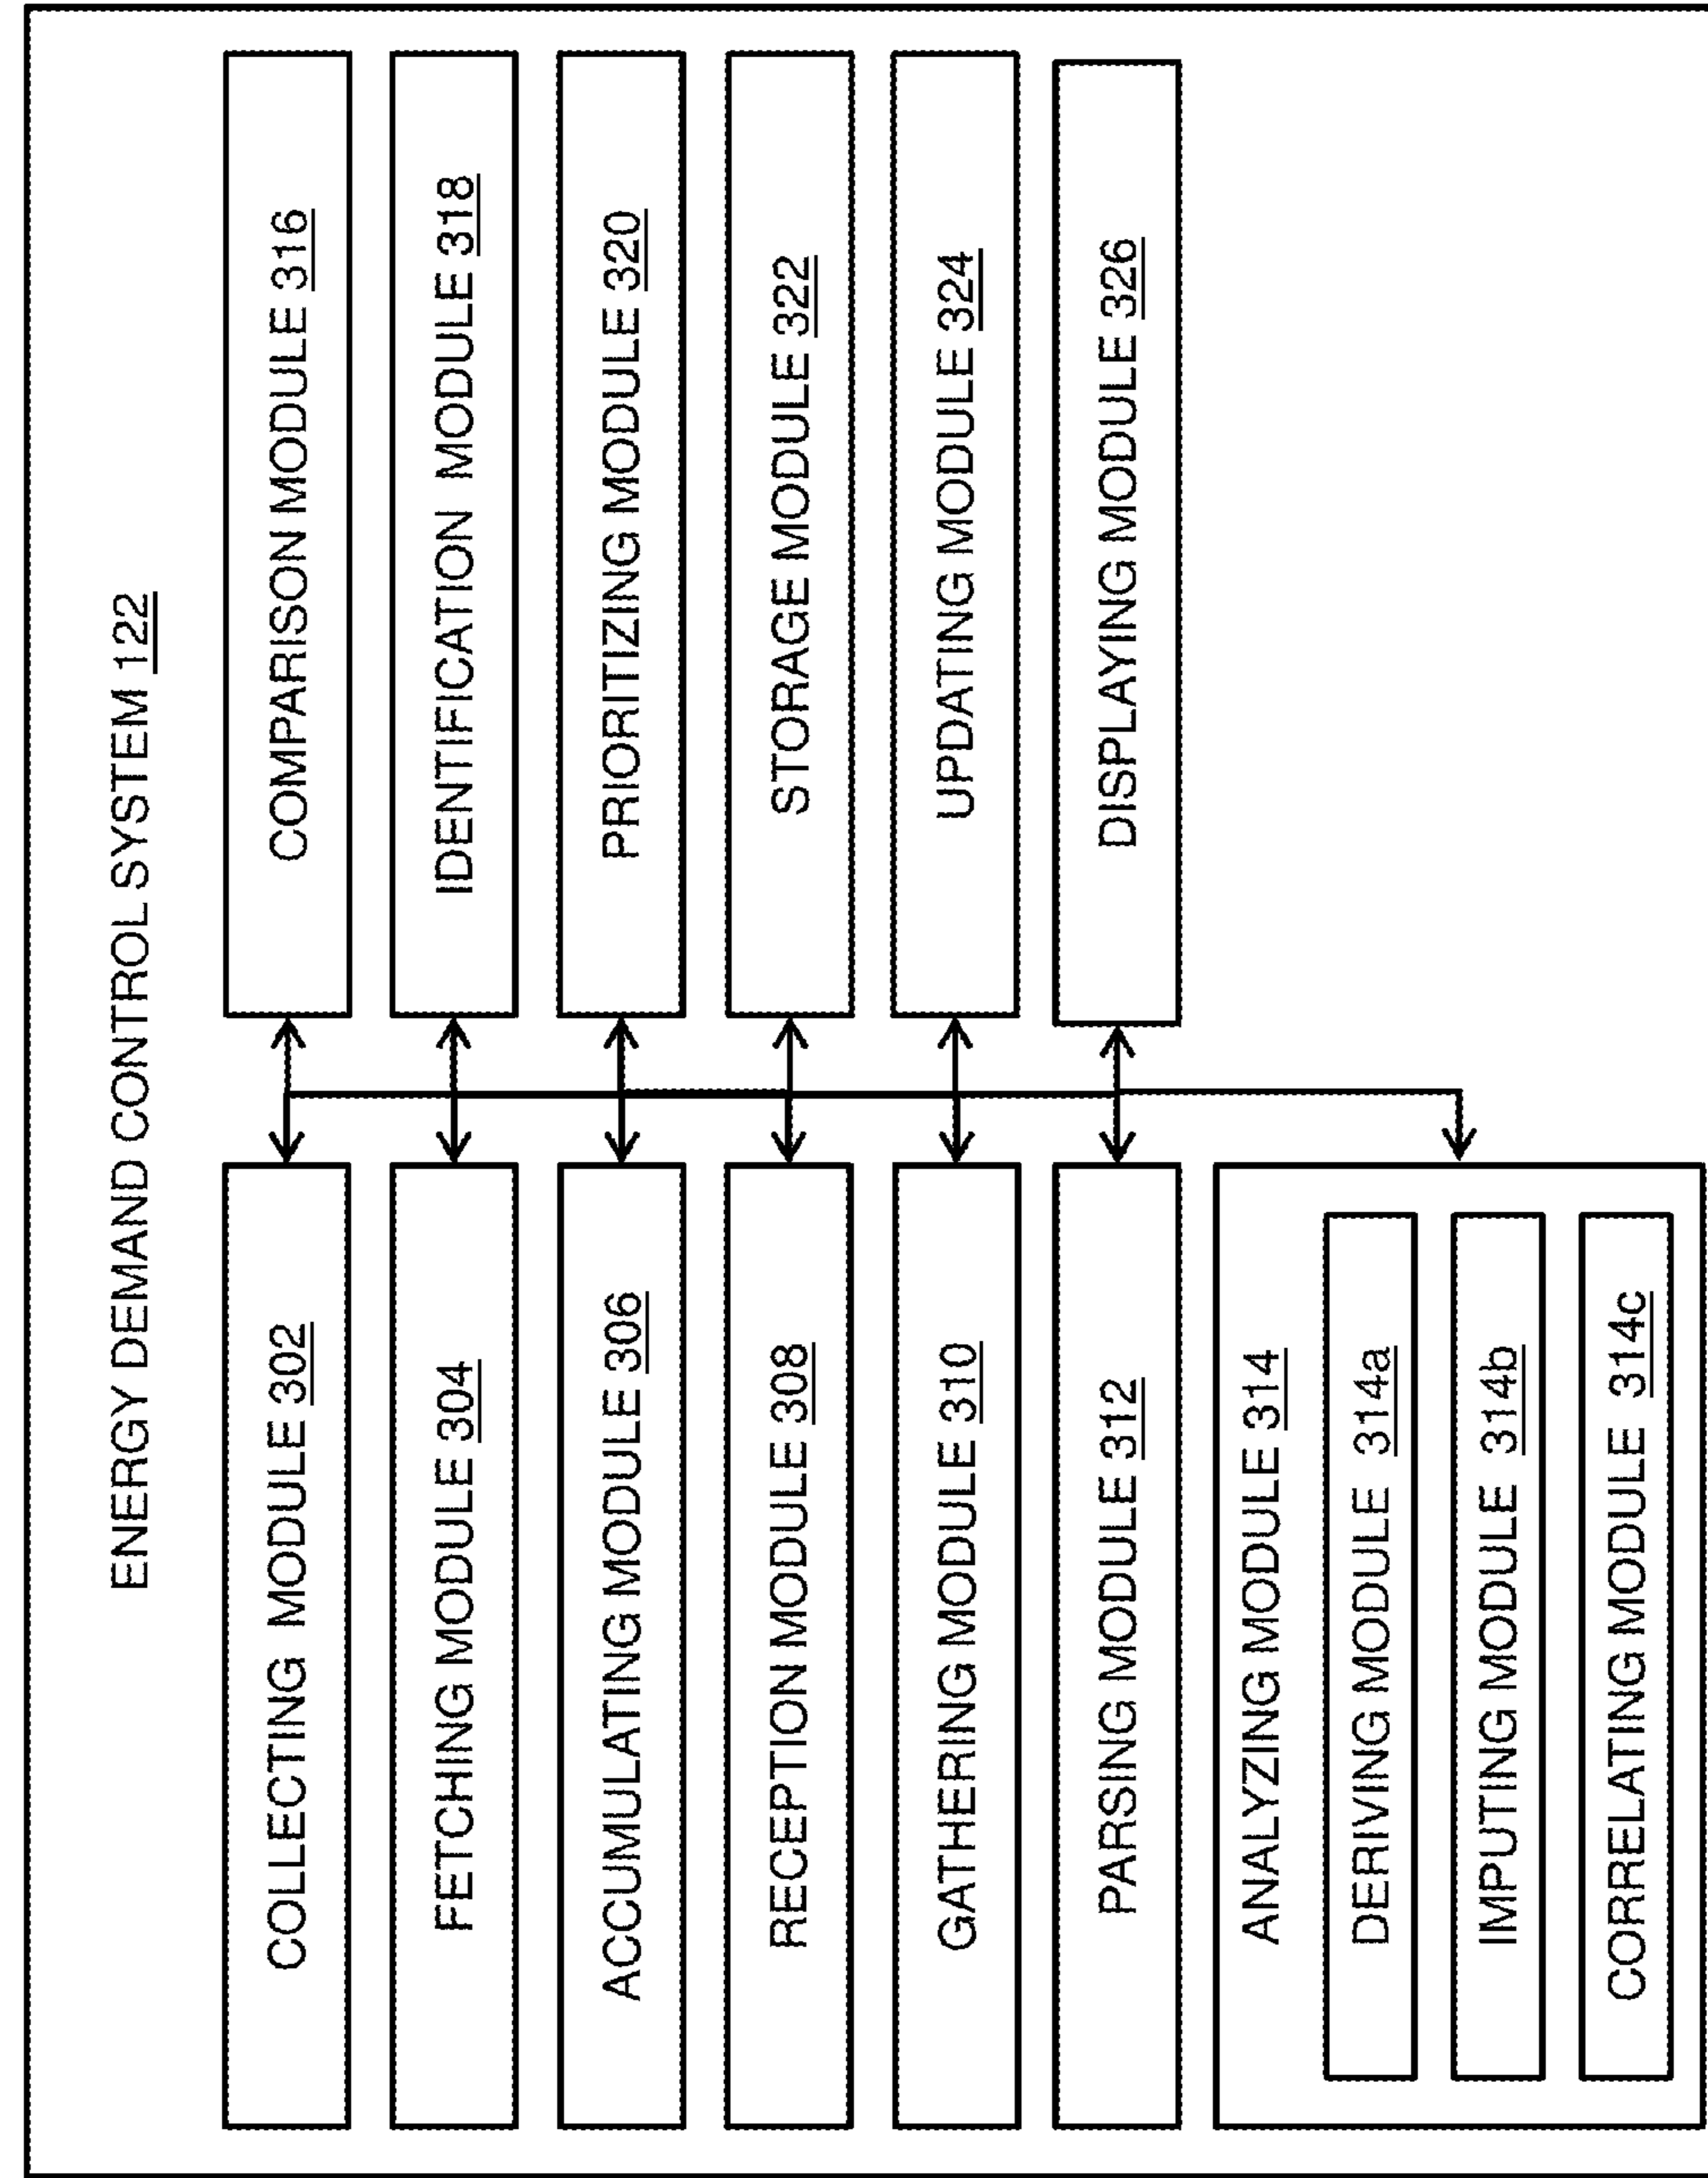 ENERGY DEMAND CONTROL SYSTEM 122
COLLECTING MODULE 302
FETCHING MODULE 304
ACCUMULATING MODULE 306
RECEPTION MODULE 308
GATHERING MODULE 310
PARSING MODULE 312
ANALYZING MODULE 314
DERIVING MODULE 314a
IMPUTING MODULE 314b
CORRELATING MODULE 314c
COMPARISON MODULE 316
IDENTIFICATION MODULE 318
PRIORITIZING MODULE 320
STORAGE MODULE 322
UPDATING MODULE 324
DISPLAYING MODULE 326